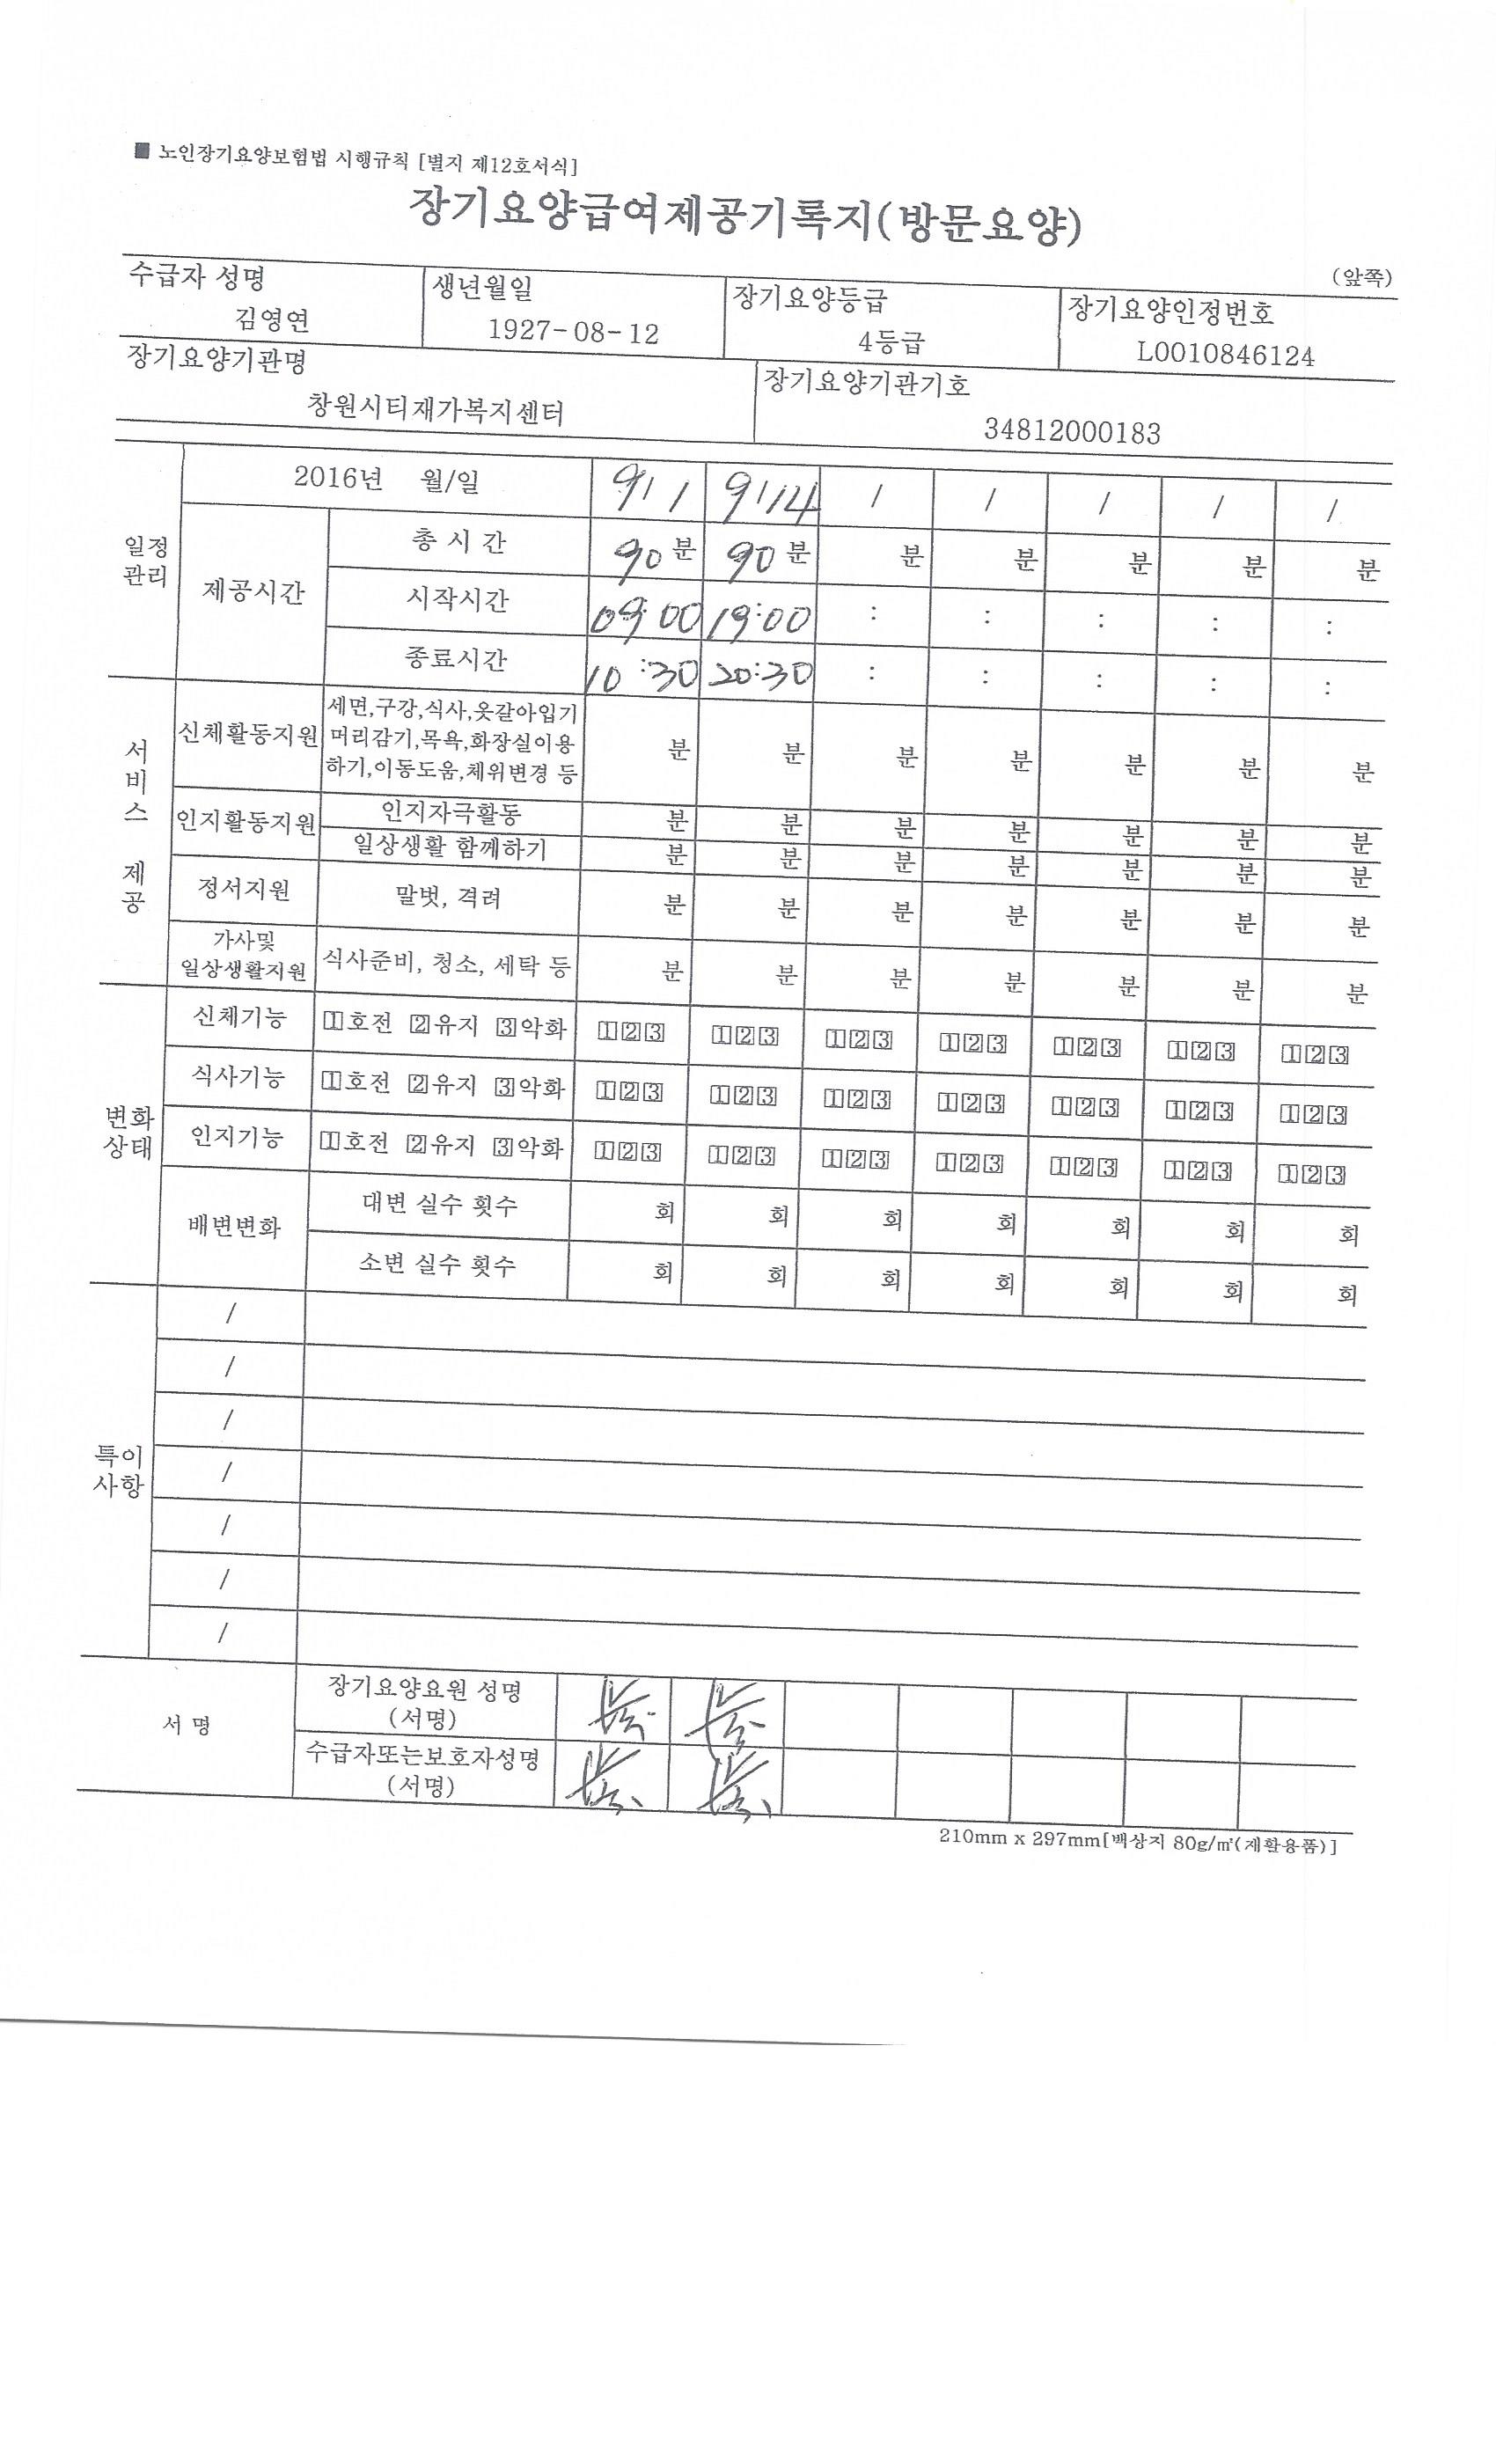 ■ 노인장기요양보험법 시행규칙 [별지 제12호서식]
장기요양급여제공기록지(방문요양)
(앞쪽)
수급자 성명 생년월일 장기요양등급 장기요양인정번호
김영연 1927-08-12 4등급 L0010846124
장기요양기관명 장기요양기관기호
창원시티재가복지센터 34812000183
일정관리 2016년 월/일 9/1 9/14 / / / / /
제공시간 총 시 간 90분 90분 분 분 분 분 분
시작시간 09:00 19:00 : : : : :
종료시간 10:30 20:30 : : : : :
서비스 제공
신체활동지원 세면,구강,식사,옷갈아입기
머리감기,목욕,화장실이용
하기,이동도움,체위변경 등 분 분 분 분 분 분 분
인지활동지원 인지자극활동 분 분 분 분 분 분 분
일상생활 함께하기 분 분 분 분 분 분 분
정서지원 말벗, 격려 분 분 분 분 분 분 분
가사및
일상생활지원 식사준비, 청소, 세탁 등 분 분 분 분 분 분 분
변화상태
신체기능 1호전 2유지 3악화 123 123 123 123 123 123 123
식사기능 1호전 2유지 3악화 123 123 123 123 123 123 123
인지기능 1호전 2유지 3악화 123 123 123 123 123 123 123
배변변화 대변 실수 횟수 회 회 회 회 회 회 회
소변 실수 횟수 회 회 회 회 회 회 회
특이사항
/
/
/
/
/
/
/
서 명
장기요양요원 성명
(서명)
수급자또는보호자성명
(서명)
210mm x 297mm[백상지 80g/㎡(재활용품)]